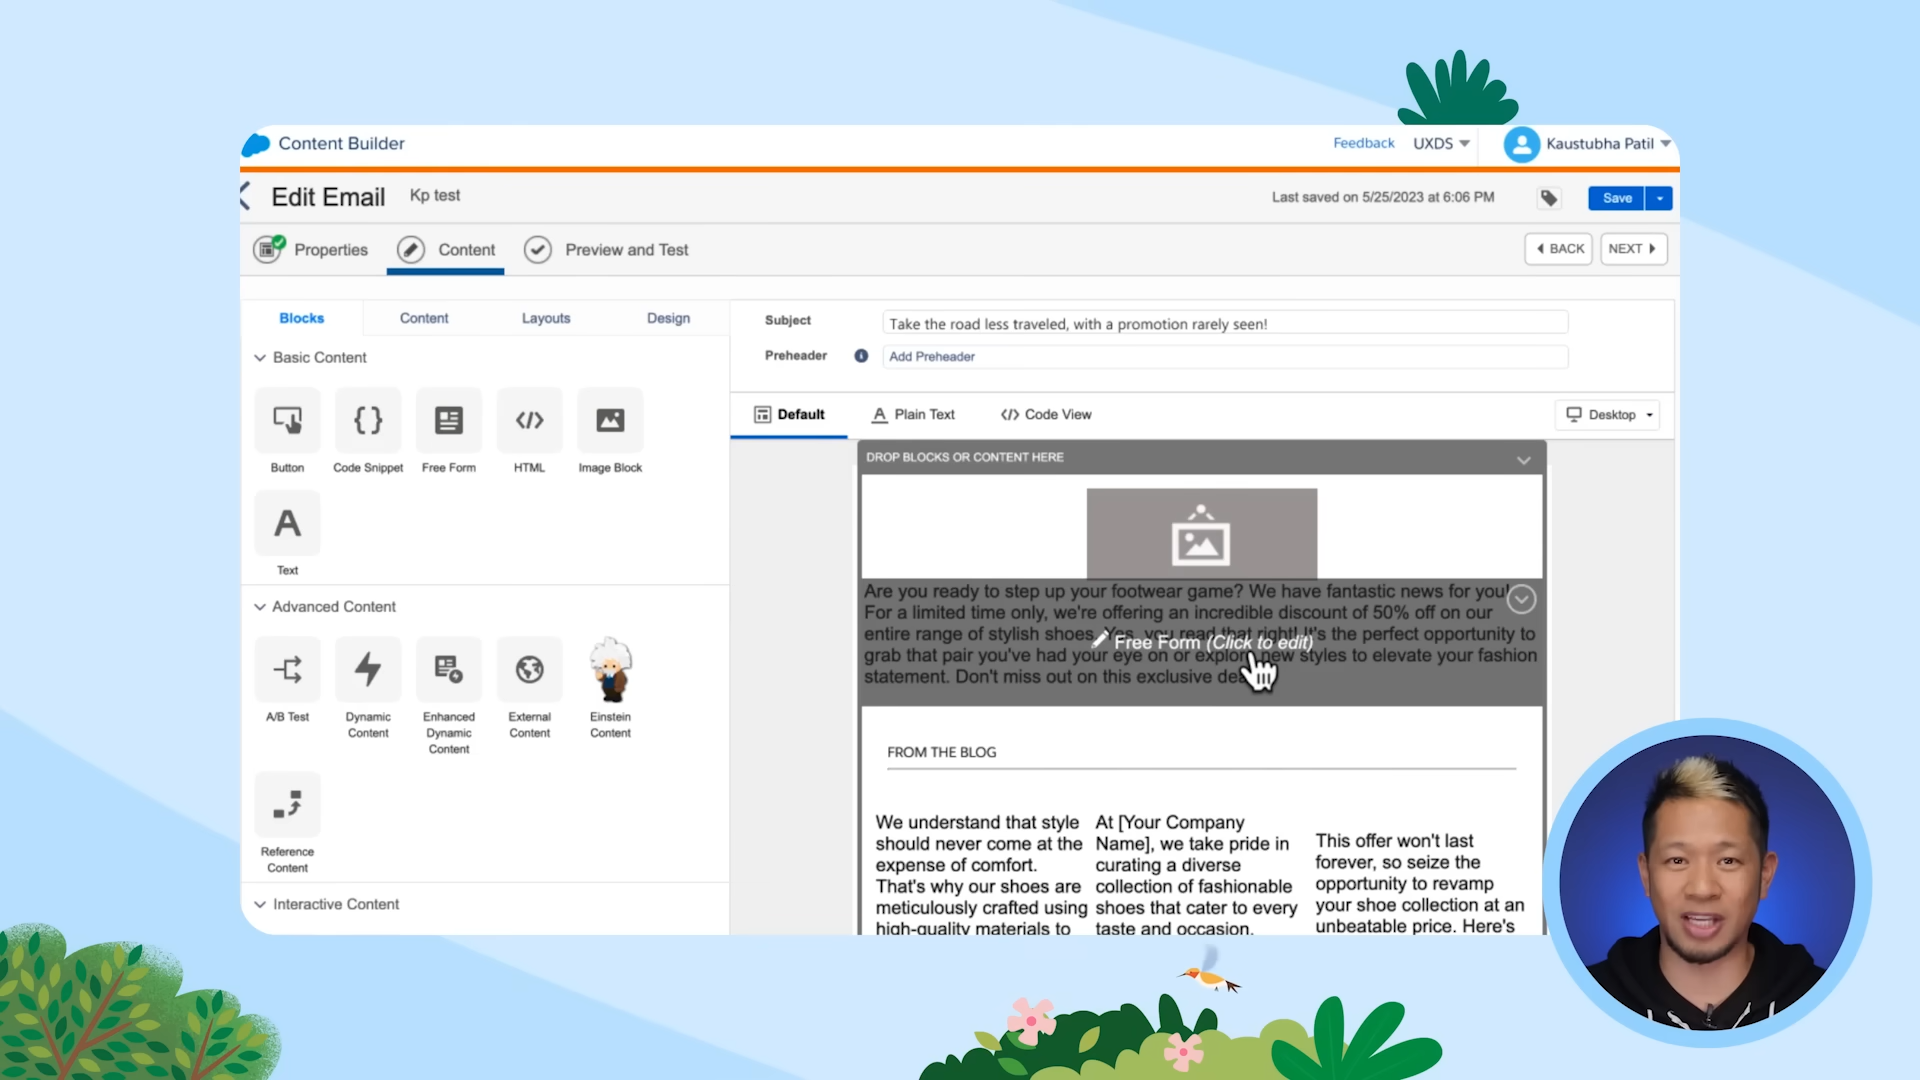 Content Builder
Feedback
UXDS
Kaustubha Patil
Edit Email
Kp test
Last saved on 5/25/2023 at 6:06 PM
Save
Properties
Content
Preview and Test
BACK
NEXT
Blocks
Content
Layouts
Design
Subject
Take the road less traveled, with a promotion rarely seen!
Preheader
Add Preheader
Basic Content
Button
Code Snippet
Free Form
HTML
Image Block
Text
Default
Plain Text
Code View
Desktop
DROP BLOCKS OR CONTENT HERE
Are you ready to step up your footwear game? We have fantastic news for you!
For a limited time only, we're offering an incredible discount of 50% off on our
entire range of stylish shoes. Yes, you read that right! It's the perfect opportunity to
Free Form (Click to edit)
grab that pair you've had your eye on or explore new styles to elevate your fashion
statement. Don't miss out on this exclusive
Advanced Content
A/B Test
Dynamic
Content
Enhanced
Dynamic
Content
External
Content
Einstein
Content
Reference
Content
Interactive Content
FROM THE BLOG
We understand that style
should never come at the
expense of comfort.
That's why our shoes are
meticulously crafted using
high-quality materials to
At [Your Company
Name], we take pride in
curating a diverse
collection of fashionable
shoes that cater to every
taste and occasion.
This offer won't last
forever, so seize the
opportunity to revamp
your shoe collection at an
unbeatable price. Here's